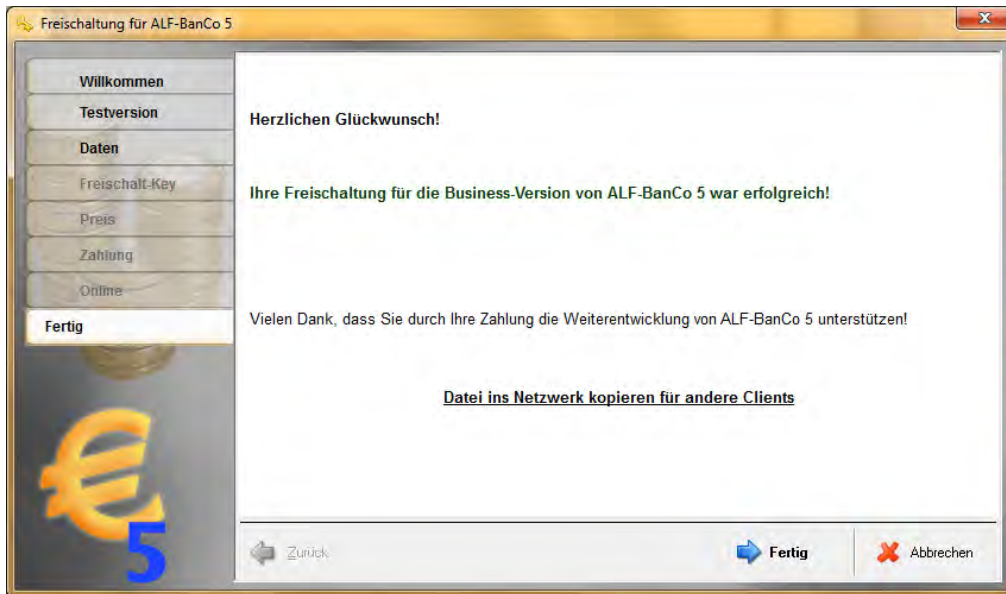 Freischaltung für ALF-BanCo 5
Willkommen
Testversion
Daten
Freischalt-Key
Preis
Zahlung
Online
Fertig
Herzlichen Glückwunsch!
Ihre Freischaltung für die Business-Version von ALF-BanCo 5 war erfolgreich!
Vielen Dank, dass Sie durch Ihre Zahlung die Weiterentwicklung von ALF-BanCo 5 unterstützen!
Datei ins Netzwerk kopieren für andere Clients
€
5
Zurück
Fertig
Abbrechen